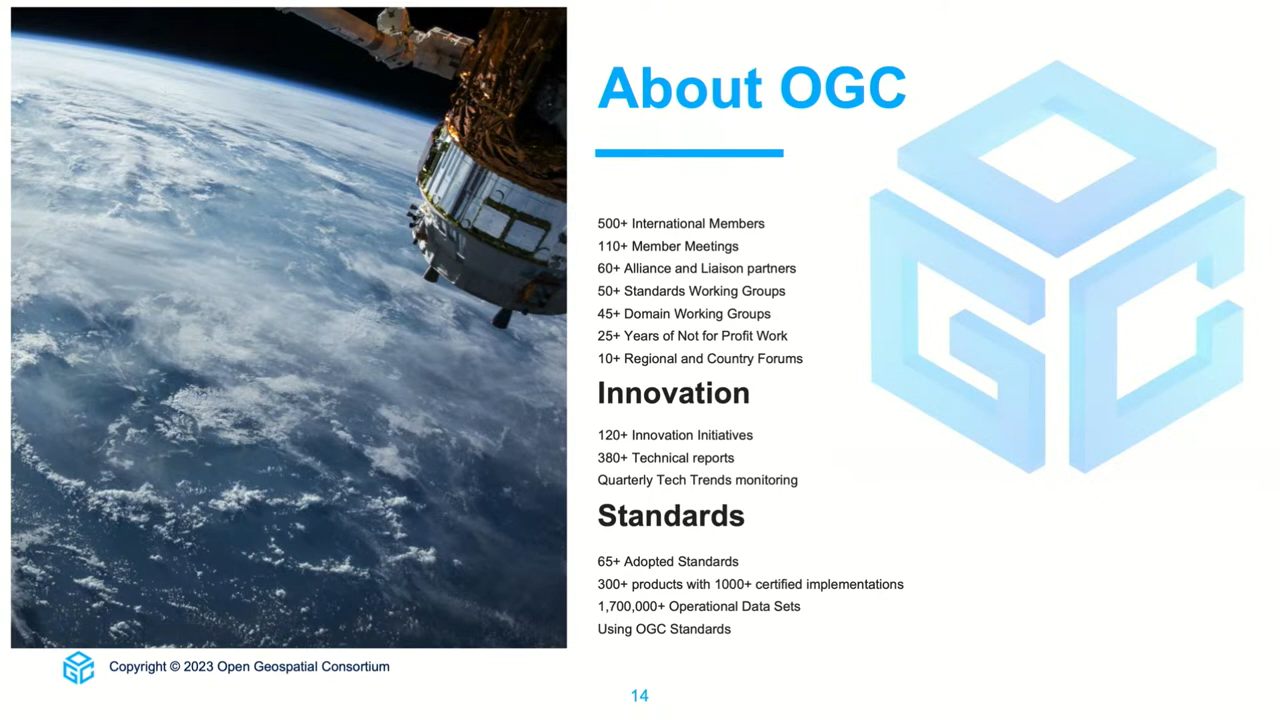 About OGC
500+ International Members
110+ Member Meetings
60+ Alliance and Liaison partners
50+ Standards Working Groups
45+ Domain Working Groups
25+ Years of Not for Profit Work
10+ Regional and Country Forums
Innovation
120+ Innovation Initiatives
380+ Technical reports
Quarterly Tech Trends monitoring
Standards
65+ Adopted Standards
300+ products with 1000+ certified implementations
1,700,000+ Operational Data Sets
Using OGC Standards
OGC
OGC
Copyright © 2023 Open Geospatial Consortium
14